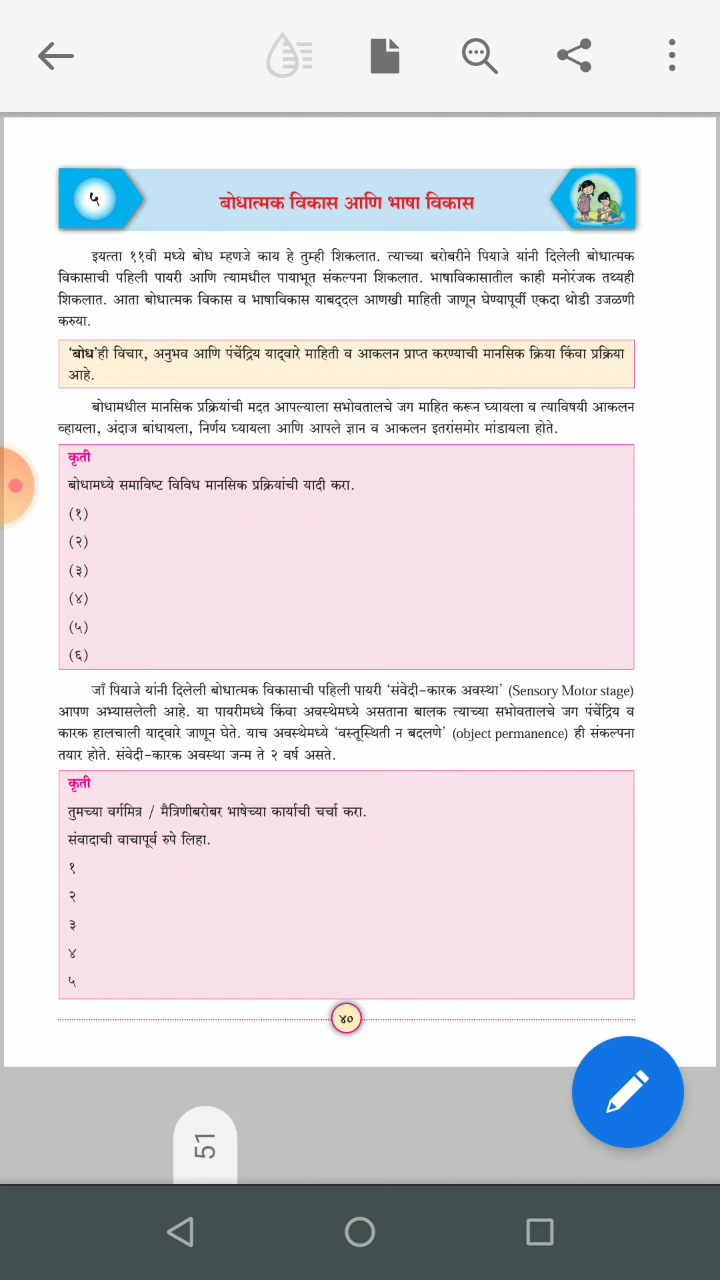 ५
बोधात्मक विकास आणि भाषा विकास
इयत्ता ११वी मध्ये बोध म्हणजे काय हे तुम्ही शिकलात. त्याच्या बरोबरीने पियाजे यांनी दिलेली बोधात्मक
विकासाची पहिली पायरी आणि त्यामधील पायाभूत संकल्पना शिकलात. भाषाविकासातील काही मनोरंजक तथ्यही
शिकलात. आता बोधात्मक विकास व भाषाविकास याबद्दल आणखी माहिती जाणून घेण्यापूर्वी एकदा थोडी उजळणी
करुया.
‘बोध’ही विचार, अनुभव आणि पंचेंद्रिय याद्वारे माहिती व आकलन प्राप्त करण्याची मानसिक क्रिया किंवा प्रक्रिया
आहे.
बोधामधील मानसिक प्रक्रियांची मदत आपल्याला सभोवतालचे जग माहित करून घ्यायला व त्याविषयी आकलन
व्हायला, अंदाज बांधायला, निर्णय घ्यायला आणि आपले ज्ञान व आकलन इतरांसमोर मांडायला होते.
कृती
बोधामध्ये समाविष्ट विविध मानसिक प्रक्रियांची यादी करा.
(१)
(२)
(३)
(४)
(५)
(६)
जाँ पियाजे यांनी दिलेली बोधात्मक विकासाची पहिली पायरी ‘संवेदी-कारक अवस्था’ (Sensory Motor stage)
आपण अभ्यासलेली आहे. या पायरीमध्ये किंवा अवस्थेमध्ये असताना बालक त्याच्या सभोवतालचे जग पंचेंद्रिय व
कारक हालचाली याद्वारे जाणून घेते. याच अवस्थेमध्ये ‘वस्तूस्थिती न बदलणे’ (object permanence) ही संकल्पना
तयार होते. संवेदी-कारक अवस्था जन्म ते २ वर्ष असते.
कृती
तुमच्या वर्गमित्र / मैत्रिणीबरोबर भाषेच्या कार्याची चर्चा करा.
संवादाची वाचापूर्व रुपे लिहा.
१
२
३
४
५
४०
51